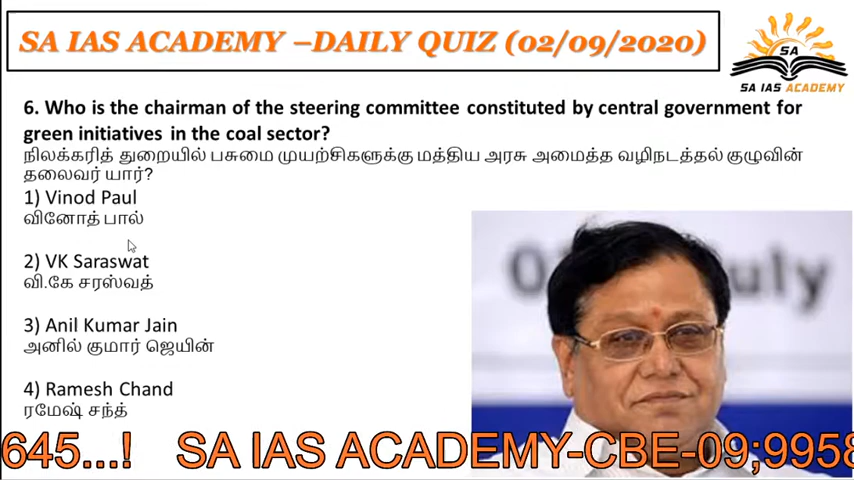 SA IAS ACADEMY –DAILY QUIZ (02/09/2020)
SA
SA IAS ACADEMY
6. Who is the chairman of the steering committee constituted by central government for
green initiatives in the coal sector?
நிலக்கரித் துறையில் பசுமை முயற்சிகளுக்கு மத்திய அரசு அமைத்த வழிநடத்தல் குழுவின்
தலைவர் யார்?
1) Vinod Paul
வினோத் பால்
2) VK Saraswat
வி.கே சரஸ்வத்
3) Anil Kumar Jain
அனில் குமார் ஜெயின்
4) Ramesh Chand
ரமேஷ் சந்த்
July
645...! SA IAS ACADEMY-CBE-09;9958